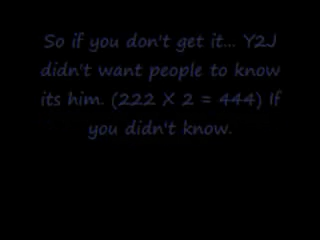 So if you don't get it... Y2J
didn't want people to know
its him. (222 X 2 = 444) If
you didn't know.